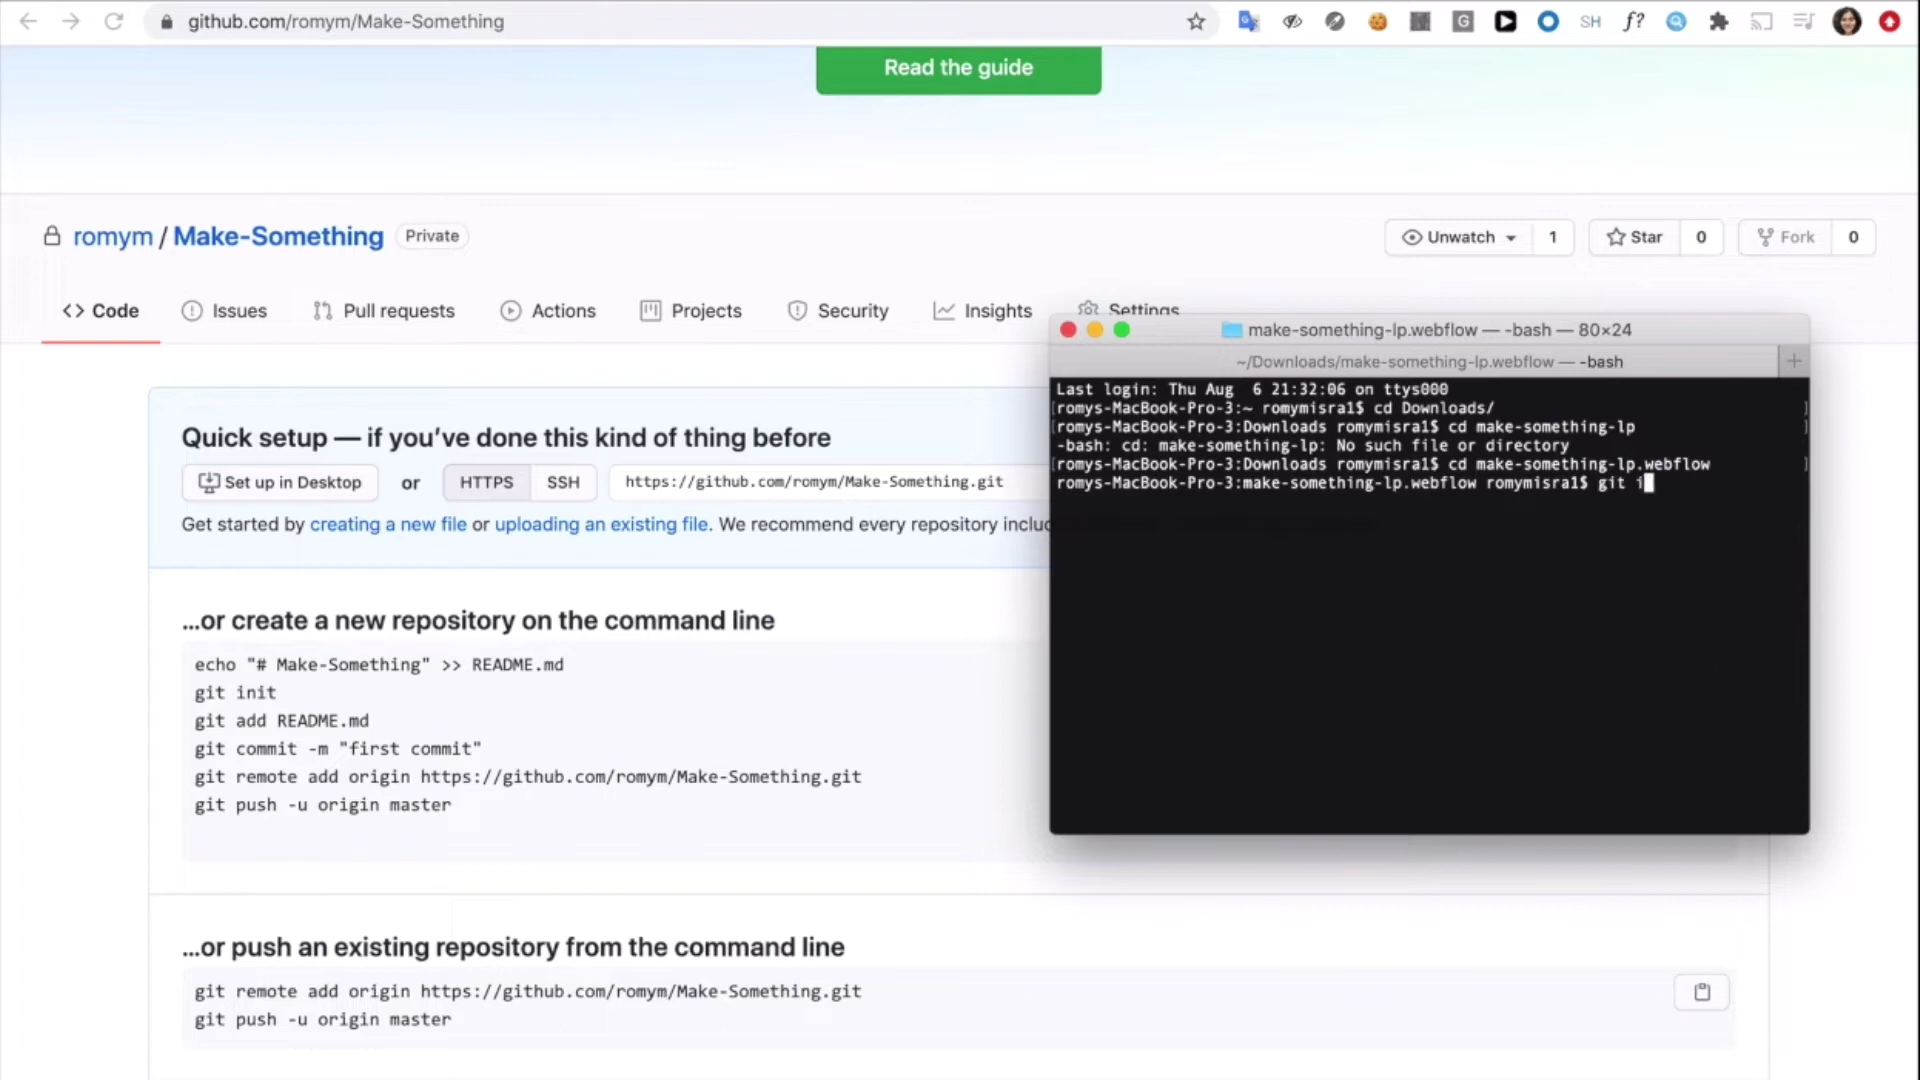 github.com/romym/Make-Something
SH
f?
Read the guide
romym / Make-Something Private
Unwatch 1 Star 0 Fork 0
Code Issues Pull requests Actions Projects Security Insights Settings
Quick setup — if you’ve done this kind of thing before
Set up in Desktop or HTTPS SSH https://github.com/romym/Make-Something.git
Get started by creating a new file or uploading an existing file. We recommend every repository
…or create a new repository on the command line
echo "# Make-Something" >> README.md
git init
git add README.md
git commit -m "first commit"
git remote add origin https://github.com/romym/Make-Something.git
git push -u origin master
…or push an existing repository from the command line
git remote add origin https://github.com/romym/Make-Something.git
git push -u origin master
make-something-lp.webflow — -bash — 80×24
~/Downloads/make-something-lp.webflow — -bash
Last login: Thu Aug  6 21:32:06 on ttys000
[romys-MacBook-Pro-3:~ romymisra1$ cd Downloads/ ]
[romys-MacBook-Pro-3:Downloads romymisra1$ cd make-something-lp ]
-bash: cd: make-something-lp: No such file or directory
[romys-MacBook-Pro-3:Downloads romymisra1$ cd make-something-lp.webflow ]
romys-MacBook-Pro-3:make-something-lp.webflow romymisra1$ git i